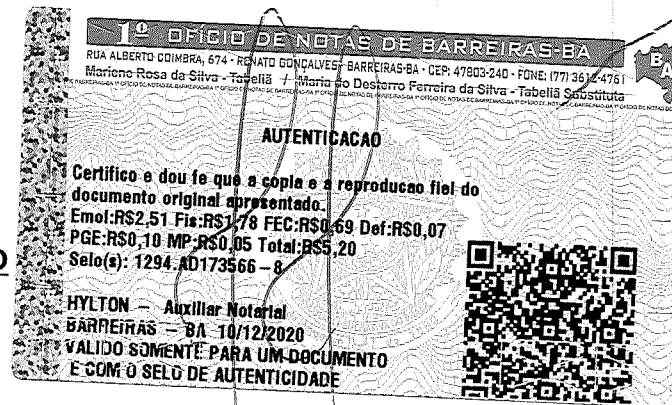 1º OFÍCIO DE NOTAS DE BARREIRAS-BA
RUA ALBERTO COIMBRA, 674 - RENATO GONÇALVES - BARREIRAS-BA - CEP: 47803-240 - FONE: (77) 3612-4761
Marlene Rosa da Silva - Tabeliã / Maria do Desterro Ferreira da Silva - Tabeliã Substituta
BA
AUTENTICACAO
Certifico e dou fe que a copia e a reproducao fiel do
documento original apresentado.
Emol:R$2,51 Fis:R$1,78 FEC:R$0,69 Def:R$0,07
PGE:R$0,10 MP:R$0,05 Total:R$5,20
Selo(s): 1294.AD173566-8
HYLTON - Auxiliar Notarial
BARREIRAS - BA 10/12/2020
VALIDO SOMENTE PARA UM DOCUMENTO
E COM O SELO DE AUTENTICIDADE